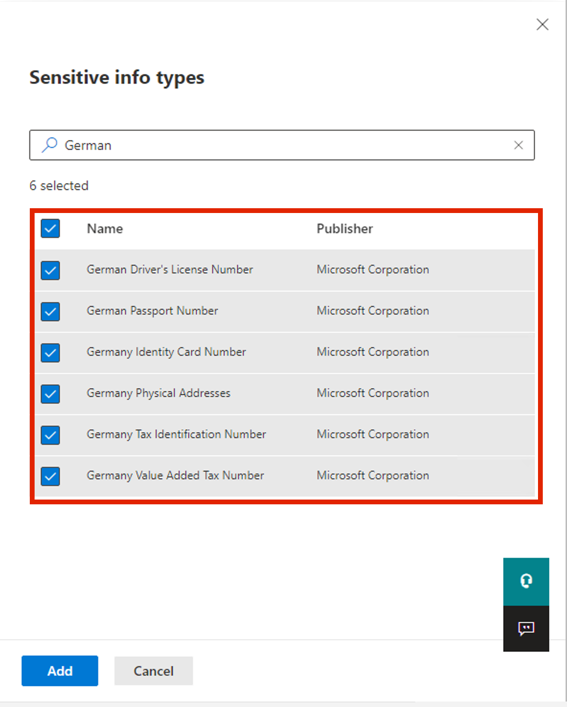 Sensitive info types
German
6 selected
Name Publisher
German Driver's License Number Microsoft Corporation
German Passport Number Microsoft Corporation
Germany Identity Card Number Microsoft Corporation
Germany Physical Addresses Microsoft Corporation
Germany Tax Identification Number Microsoft Corporation
Germany Value Added Tax Number Microsoft Corporation
Add Cancel